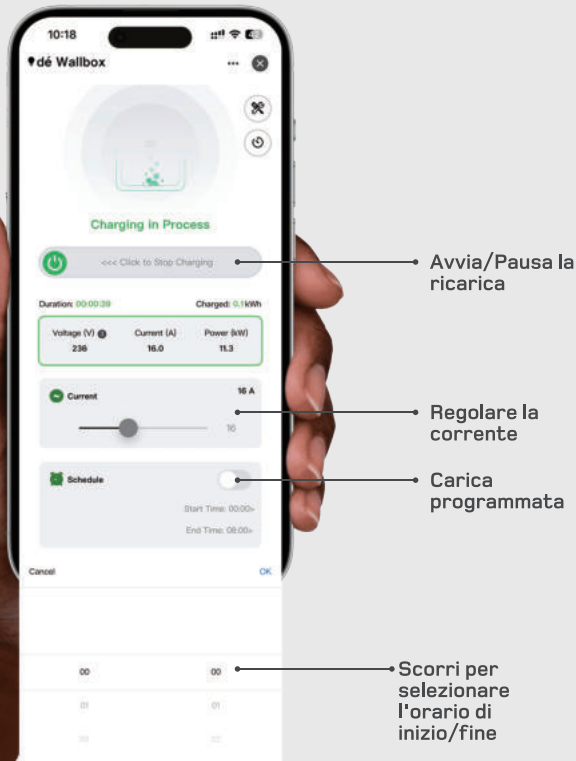 10:18
dé Wallbox
Charging in Process
<<< Click to Stop Charging
Duration: 00:00:39 Charged: 0.1kWh
Voltage (V) Current (A) Power (kW)
236 16.0 11.3
Current 16 A
16
Schedule
Start Time: 00:00>
End Time: 08:00>
Cancel OK
00 00
01 01
Avvia/Pausa la
ricarica
Regolare la
corrente
Carica
programmata
Scorri per
selezionare
l'orario di
inizio/fine